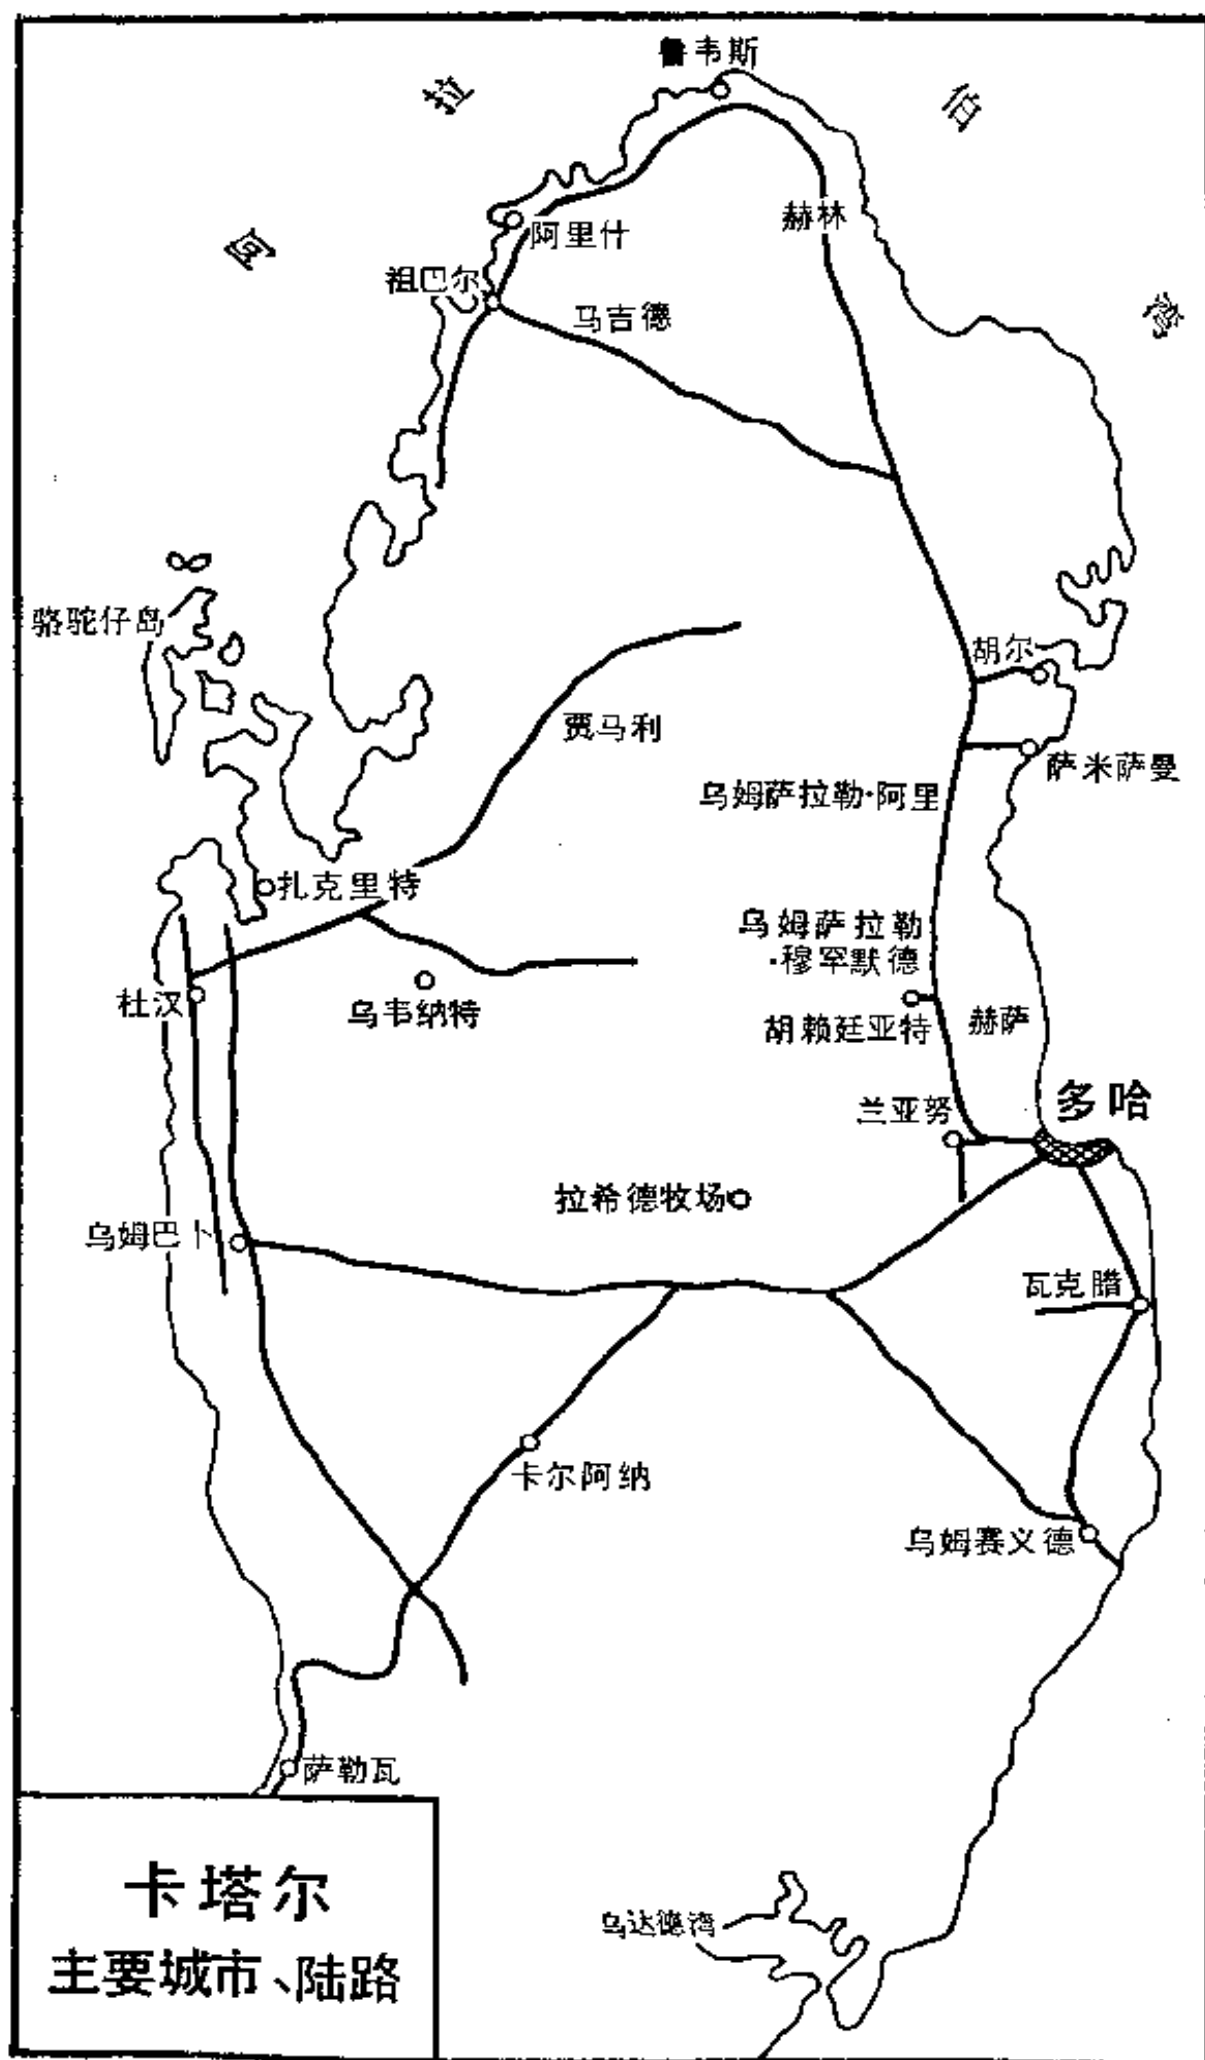 鲁韦斯
阿拉伯湾
赫林
阿里什
祖巴尔
马吉德
骆驼仔岛
胡尔
贾马利
萨米萨曼
乌姆萨拉勒·阿里
扎克里特
乌姆萨拉勒
·穆罕默德
杜汉
乌韦纳特
胡赖廷亚特
赫萨
多哈
兰亚努
拉希德牧场
乌姆巴卜
瓦克腊
卡尔阿纳
乌姆赛义德
萨勒瓦
卡塔尔
主要城市、陆路
乌达德湾